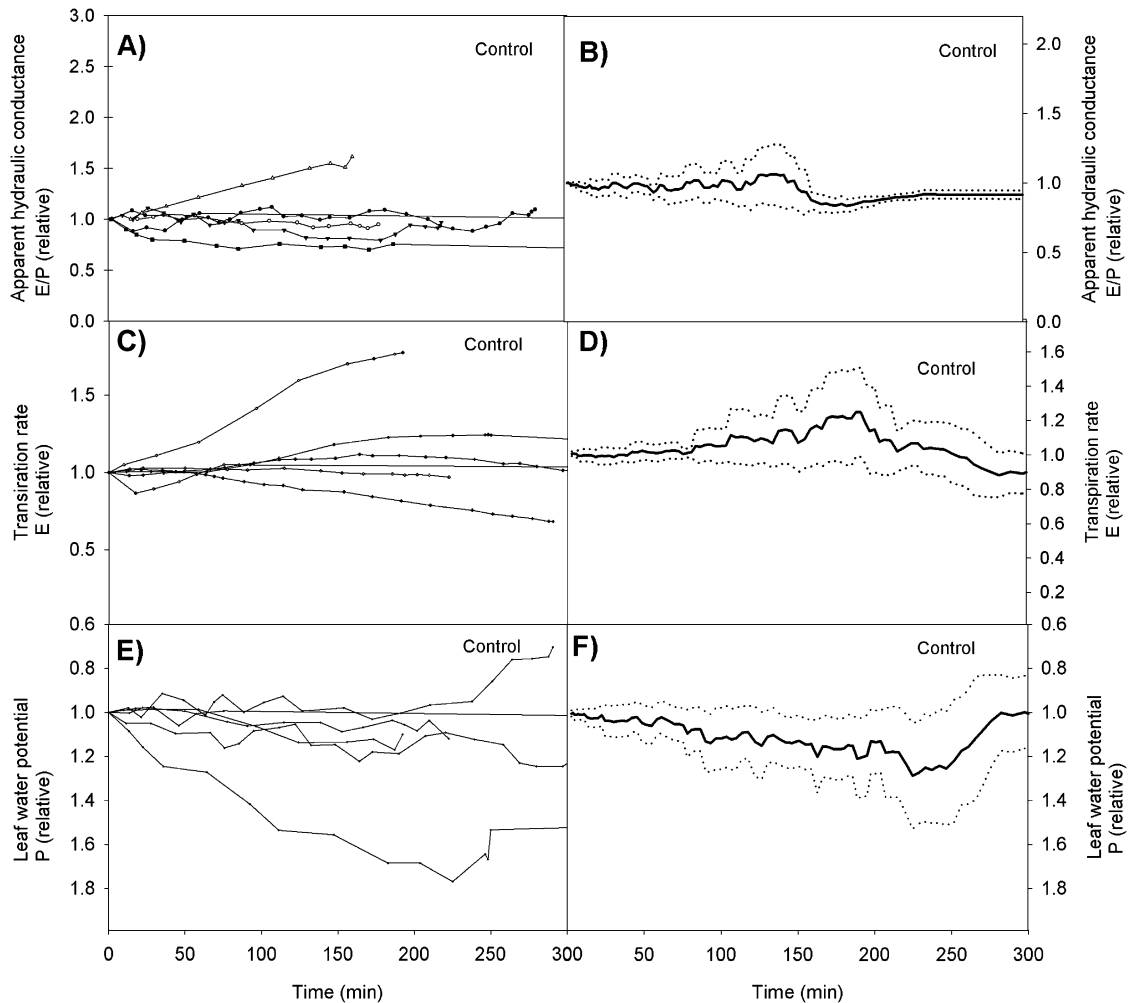 A)
Control
3.0
2.5
2.0
1.5
1.0
0.5
0.0
Apparent hydraulic conductance
E/P (relative)
B)
Control
2.0
1.5
1.0
0.5
0.0
Apparent hydraulic conductance
E/P (relative)
C)
Control
1.5
1.0
0.5
Transiration rate
E (relative)
D)
Control
1.6
1.4
1.2
1.0
0.8
0.6
0.4
0.2
Transpiration rate
E (relative)
E)
Control
0.6
0.8
1.0
1.2
1.4
1.6
1.8
Leaf water potential
P (relative)
F)
Control
0.6
0.8
1.0
1.2
1.4
1.6
1.8
Leaf water potential
P (relative)
0
50
100
150
200
250
300
Time (min)
50
100
150
200
250
300
Time (min)